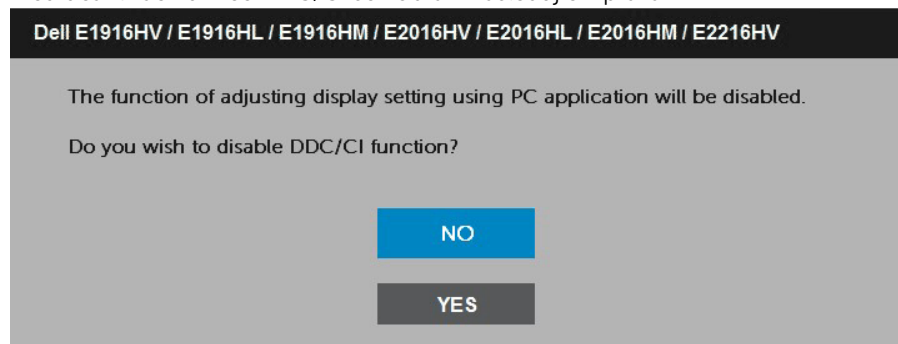 Dell E1916HV / E1916HL / E1916HM / E2016HV / E2016HL / E2016HM / E2216HV
The function of adjusting display setting using PC application will be disabled.
Do you wish to disable DDC/CI function?
NO
YES